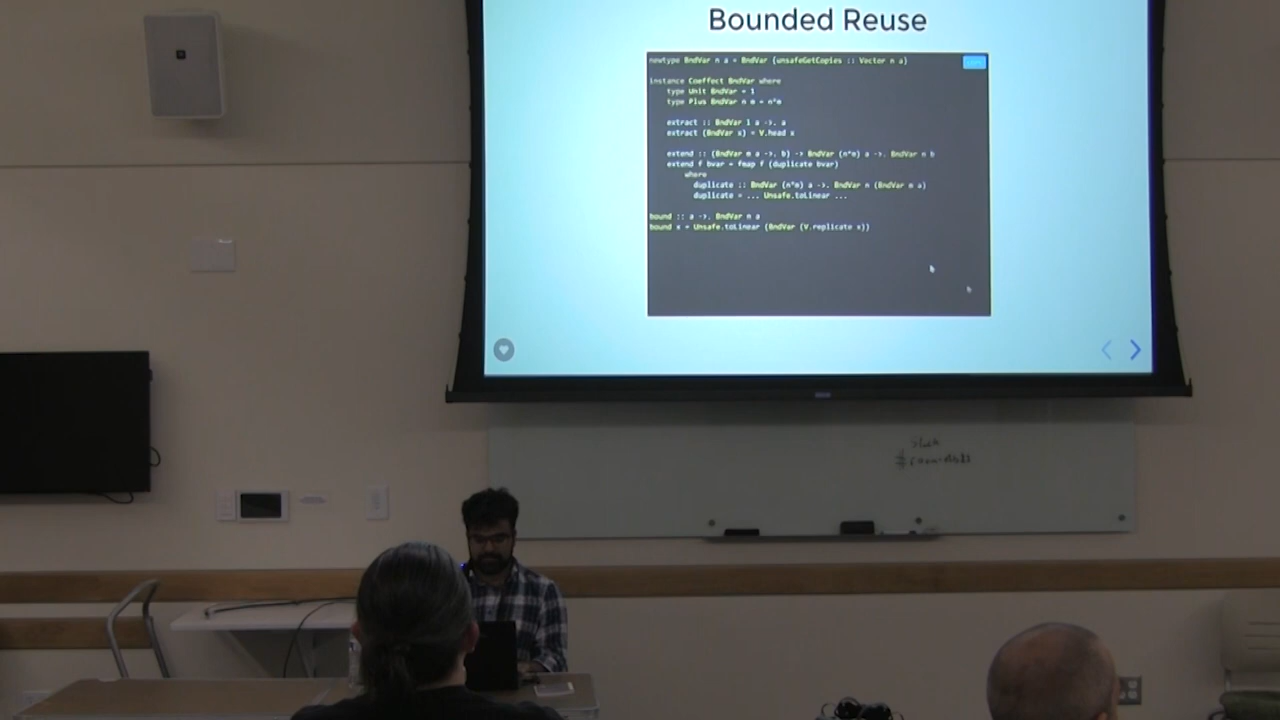 Bounded Reuse
newtype BndVar n a = BndVar {unsafeGetCopies :: Vector n a}
instance Coeffect BndVar where
type Unit BndVar = 1
type Plus BndVar n m = n*m
extract :: BndVar 1 a ->. a
extract (BndVar x) = V.head x
extend :: (BndVar m a ->. b) -> BndVar (n*m) a ->. BndVar n b
extend f bvar = fmap f (duplicate bvar)
where
duplicate :: BndVar (n*m) a ->. BndVar n (BndVar m a)
duplicate = ... Unsafe.toLinear ...
bound :: a ->. BndVar n a
bound x = Unsafe.toLinear (BndVar (V.replicate x))